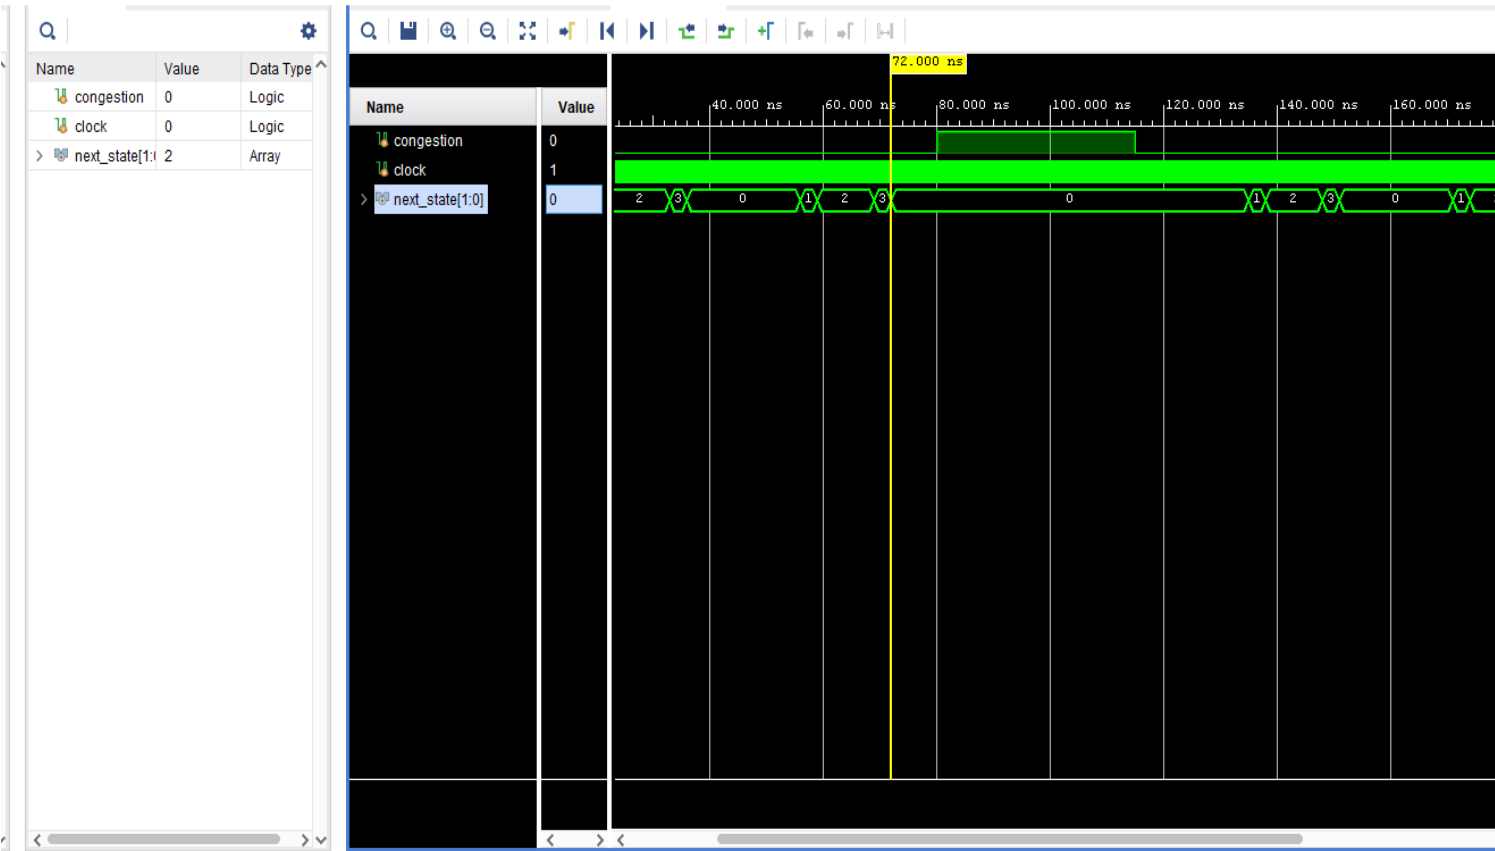 Name Value Data Type
congestion 0 Logic
clock 0 Logic
next_state[1:( 2 Array
Name Value
congestion 0
clock 1
next_state[1:0] 0
72.000 ns
40.000 ns 60.000 ns 80.000 ns 100.000 ns 120.000 ns 140.000 ns 160.000 ns
2 3 0 1 2 3 0 1 2 3 0 1